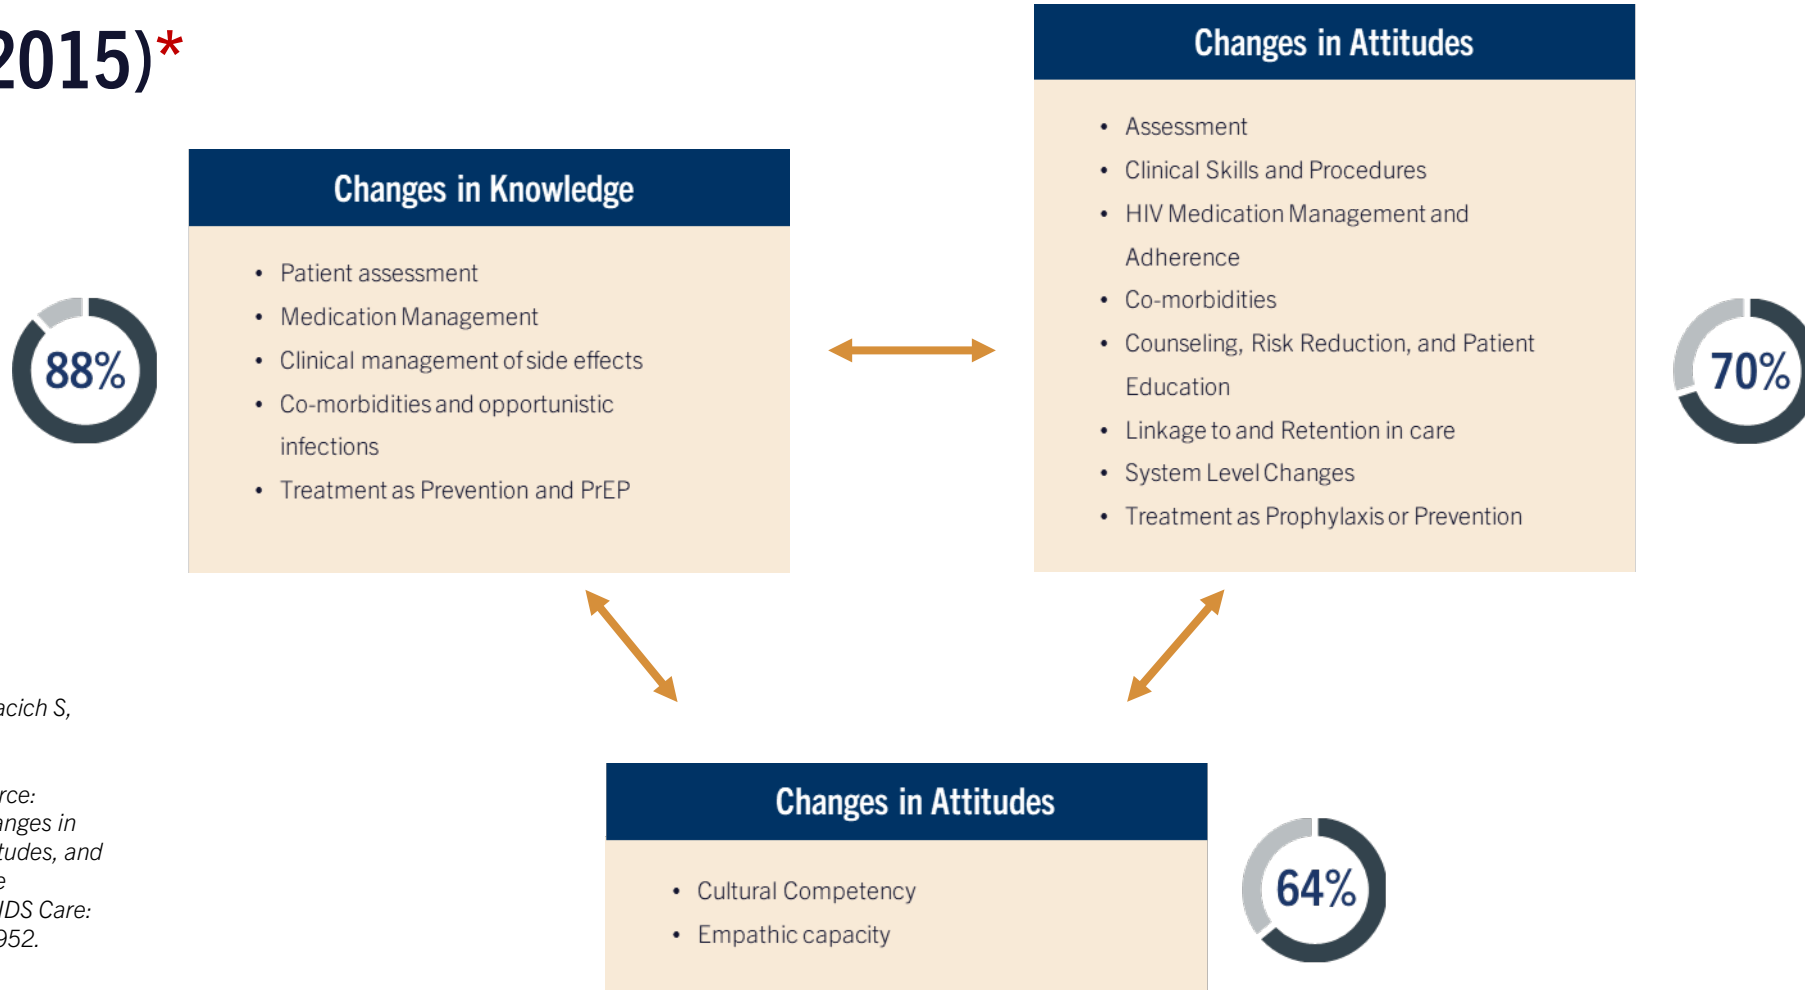 2015)*
Changes in Knowledge
• Patient assessment
• Medication Management
• Clinical management of side effects
• Co-morbidities and opportunistic
infections
• Treatment as Prevention and PrEP
88%
Changes in Attitudes
• Assessment
• Clinical Skills and Procedures
• HIV Medication Management and
Adherence
• Co-morbidities
• Counseling, Risk Reduction, and Patient
Education
• Linkage to and Retention in care
• System Level Changes
• Treatment as Prophylaxis or Prevention
70%
Changes in Attitudes
• Cultural Competency
• Empathic capacity
64%
acich S,
rce:
anges in
tudes, and
e
IDS Care:
952.